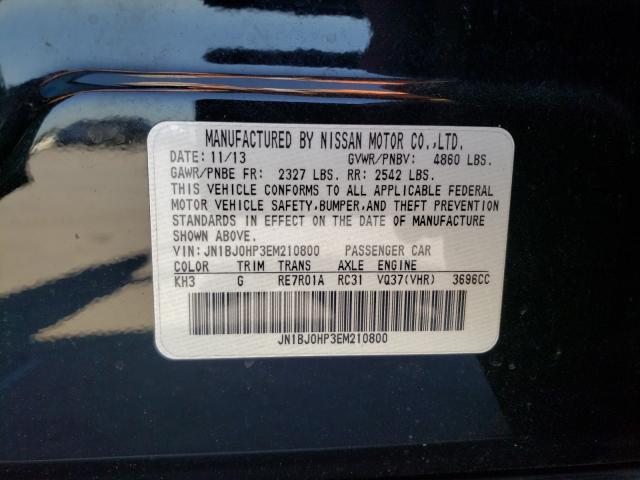 MANUFACTURED BY NISSAN MOTOR CO.,LTD.
DATE: 11/13 GVWR/PNBV: 4860 LBS.
GAWR/PNBE FR: 2327 LBS. RR: 2542 LBS.
THIS VEHICLE CONFORMS TO ALL APPLICABLE FEDERAL
MOTOR VEHICLE SAFETY,BUMPER,AND THEFT PREVENTION
STANDARDS IN EFFECT ON THE DATE OF MANUFACTURE
SHOWN ABOVE.
VIN: JN1BJ0HP3EM210800 PASSENGER CAR
COLOR TRIM TRANS AXLE ENGINE
KH3 G RE7R01A RC31 VQ37(VHR) 3696CC
JN1BJ0HP3EM210800